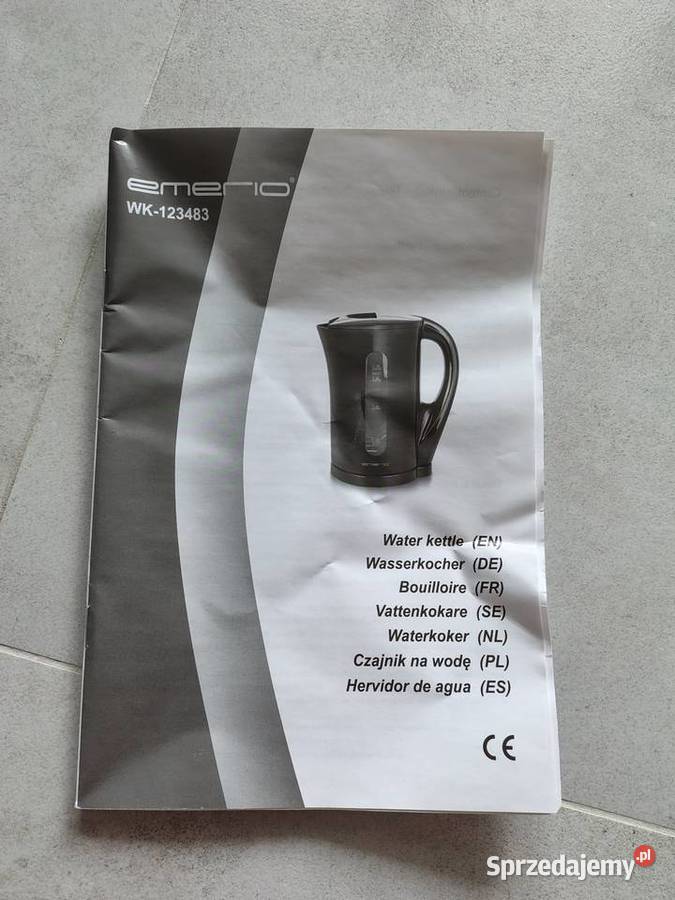 emerio®
WK-123483
Water kettle (EN)
Wasserkocher (DE)
Bouilloire (FR)
Vattenkokare (SE)
Waterkoker (NL)
Czajnik na wodę (PL)
Hervidor de agua (ES)
CE
Sprzedajemy.pl